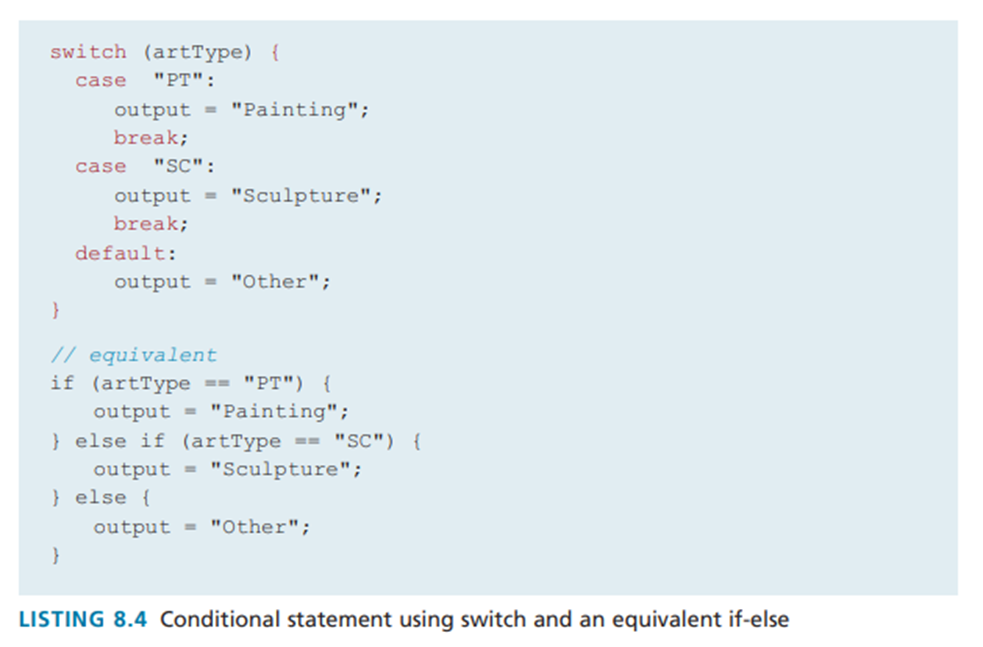 switch (artType) {
case "PT":
output = "Painting";
break;
case "SC":
output = "Sculpture";
break;
default:
output = "Other";
}
// equivalent
if (artType == "PT") {
output = "Painting";
} else if (artType == "SC") {
output = "Sculpture";
} else {
output = "Other";
}
LISTING 8.4 Conditional statement using switch and an equivalent if-else